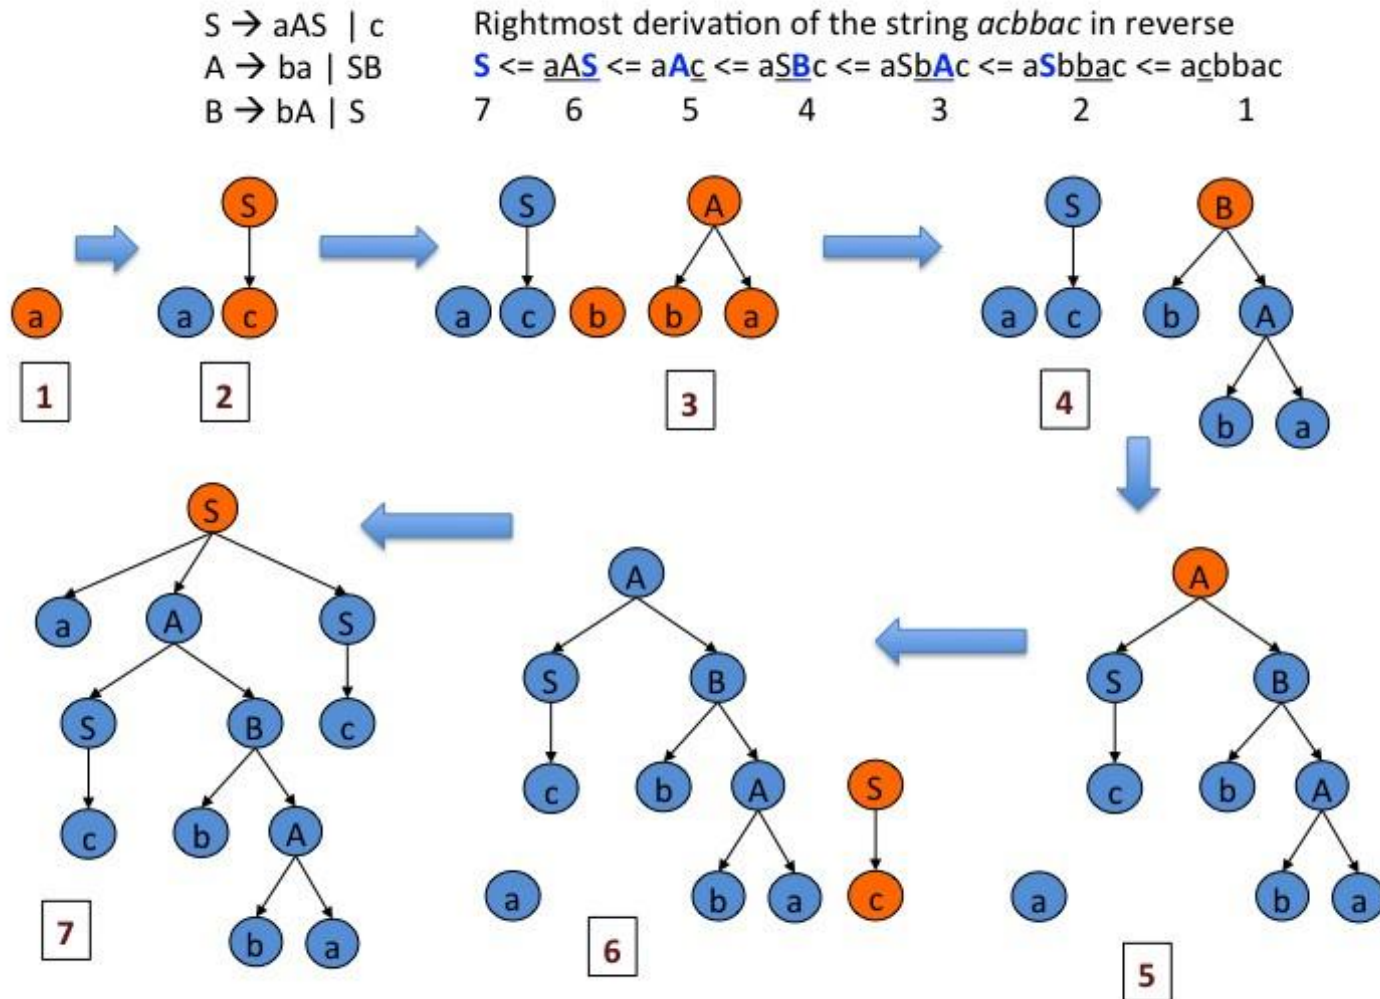 S → aAS | c Rightmost derivation of the string acbbac in reverse
A → ba | SB S <= aAS <= aAc <= aSBc <= aSbAc <= aSbbac <= acbbac
B → bA | S 7 6 5 4 3 2 1
S S A S B
a a c a c b b a a c b A
1 2 3 4
b a
S
A A
a A S
S B S B
S B c
c b A S c b A
c b A
a b a c a b a
b a
7 6 5